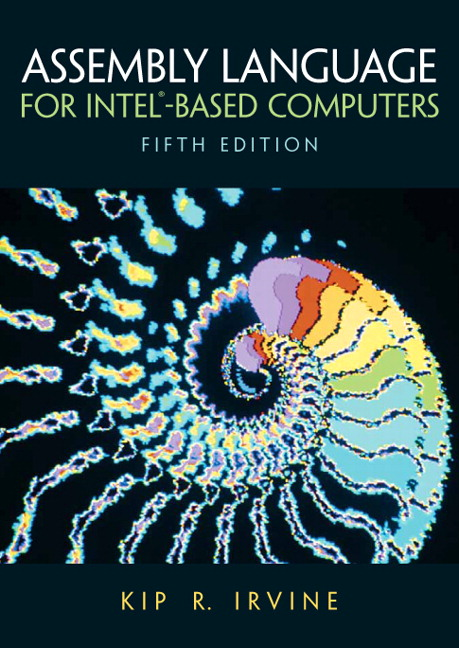 ASSEMBLY LANGUAGE
FOR INTEL®-BASED COMPUTERS
FIFTH EDITION
KIP R. IRVINE